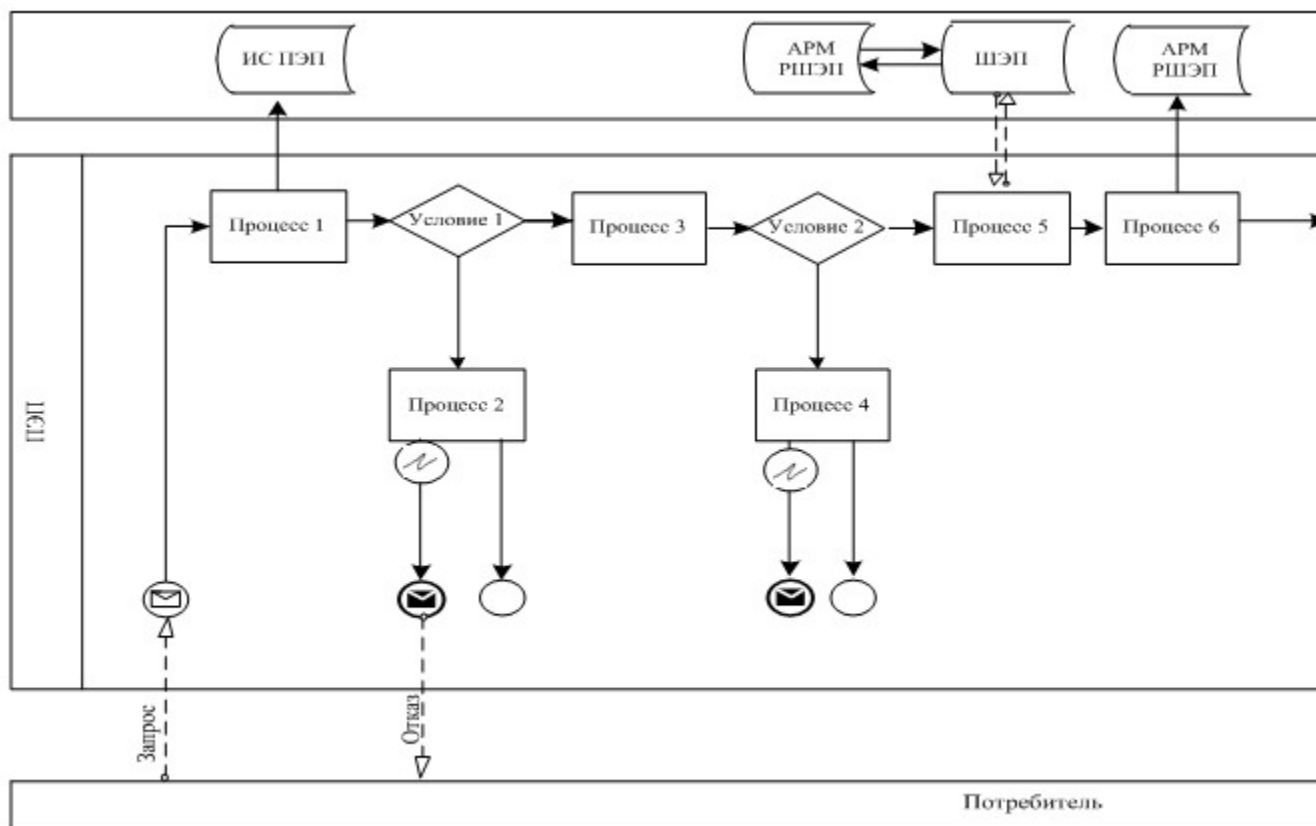 ИС ПЭП
АРМ
РШЭП
ШЭП
АРМ
РШЭП
Процесс 1
Условие 1
Процесс 3
Условие 2
Процесс 5
Процесс 6
Процесс 2
Процесс 4
ПЭП
Запрос
Отказ
Потребитель